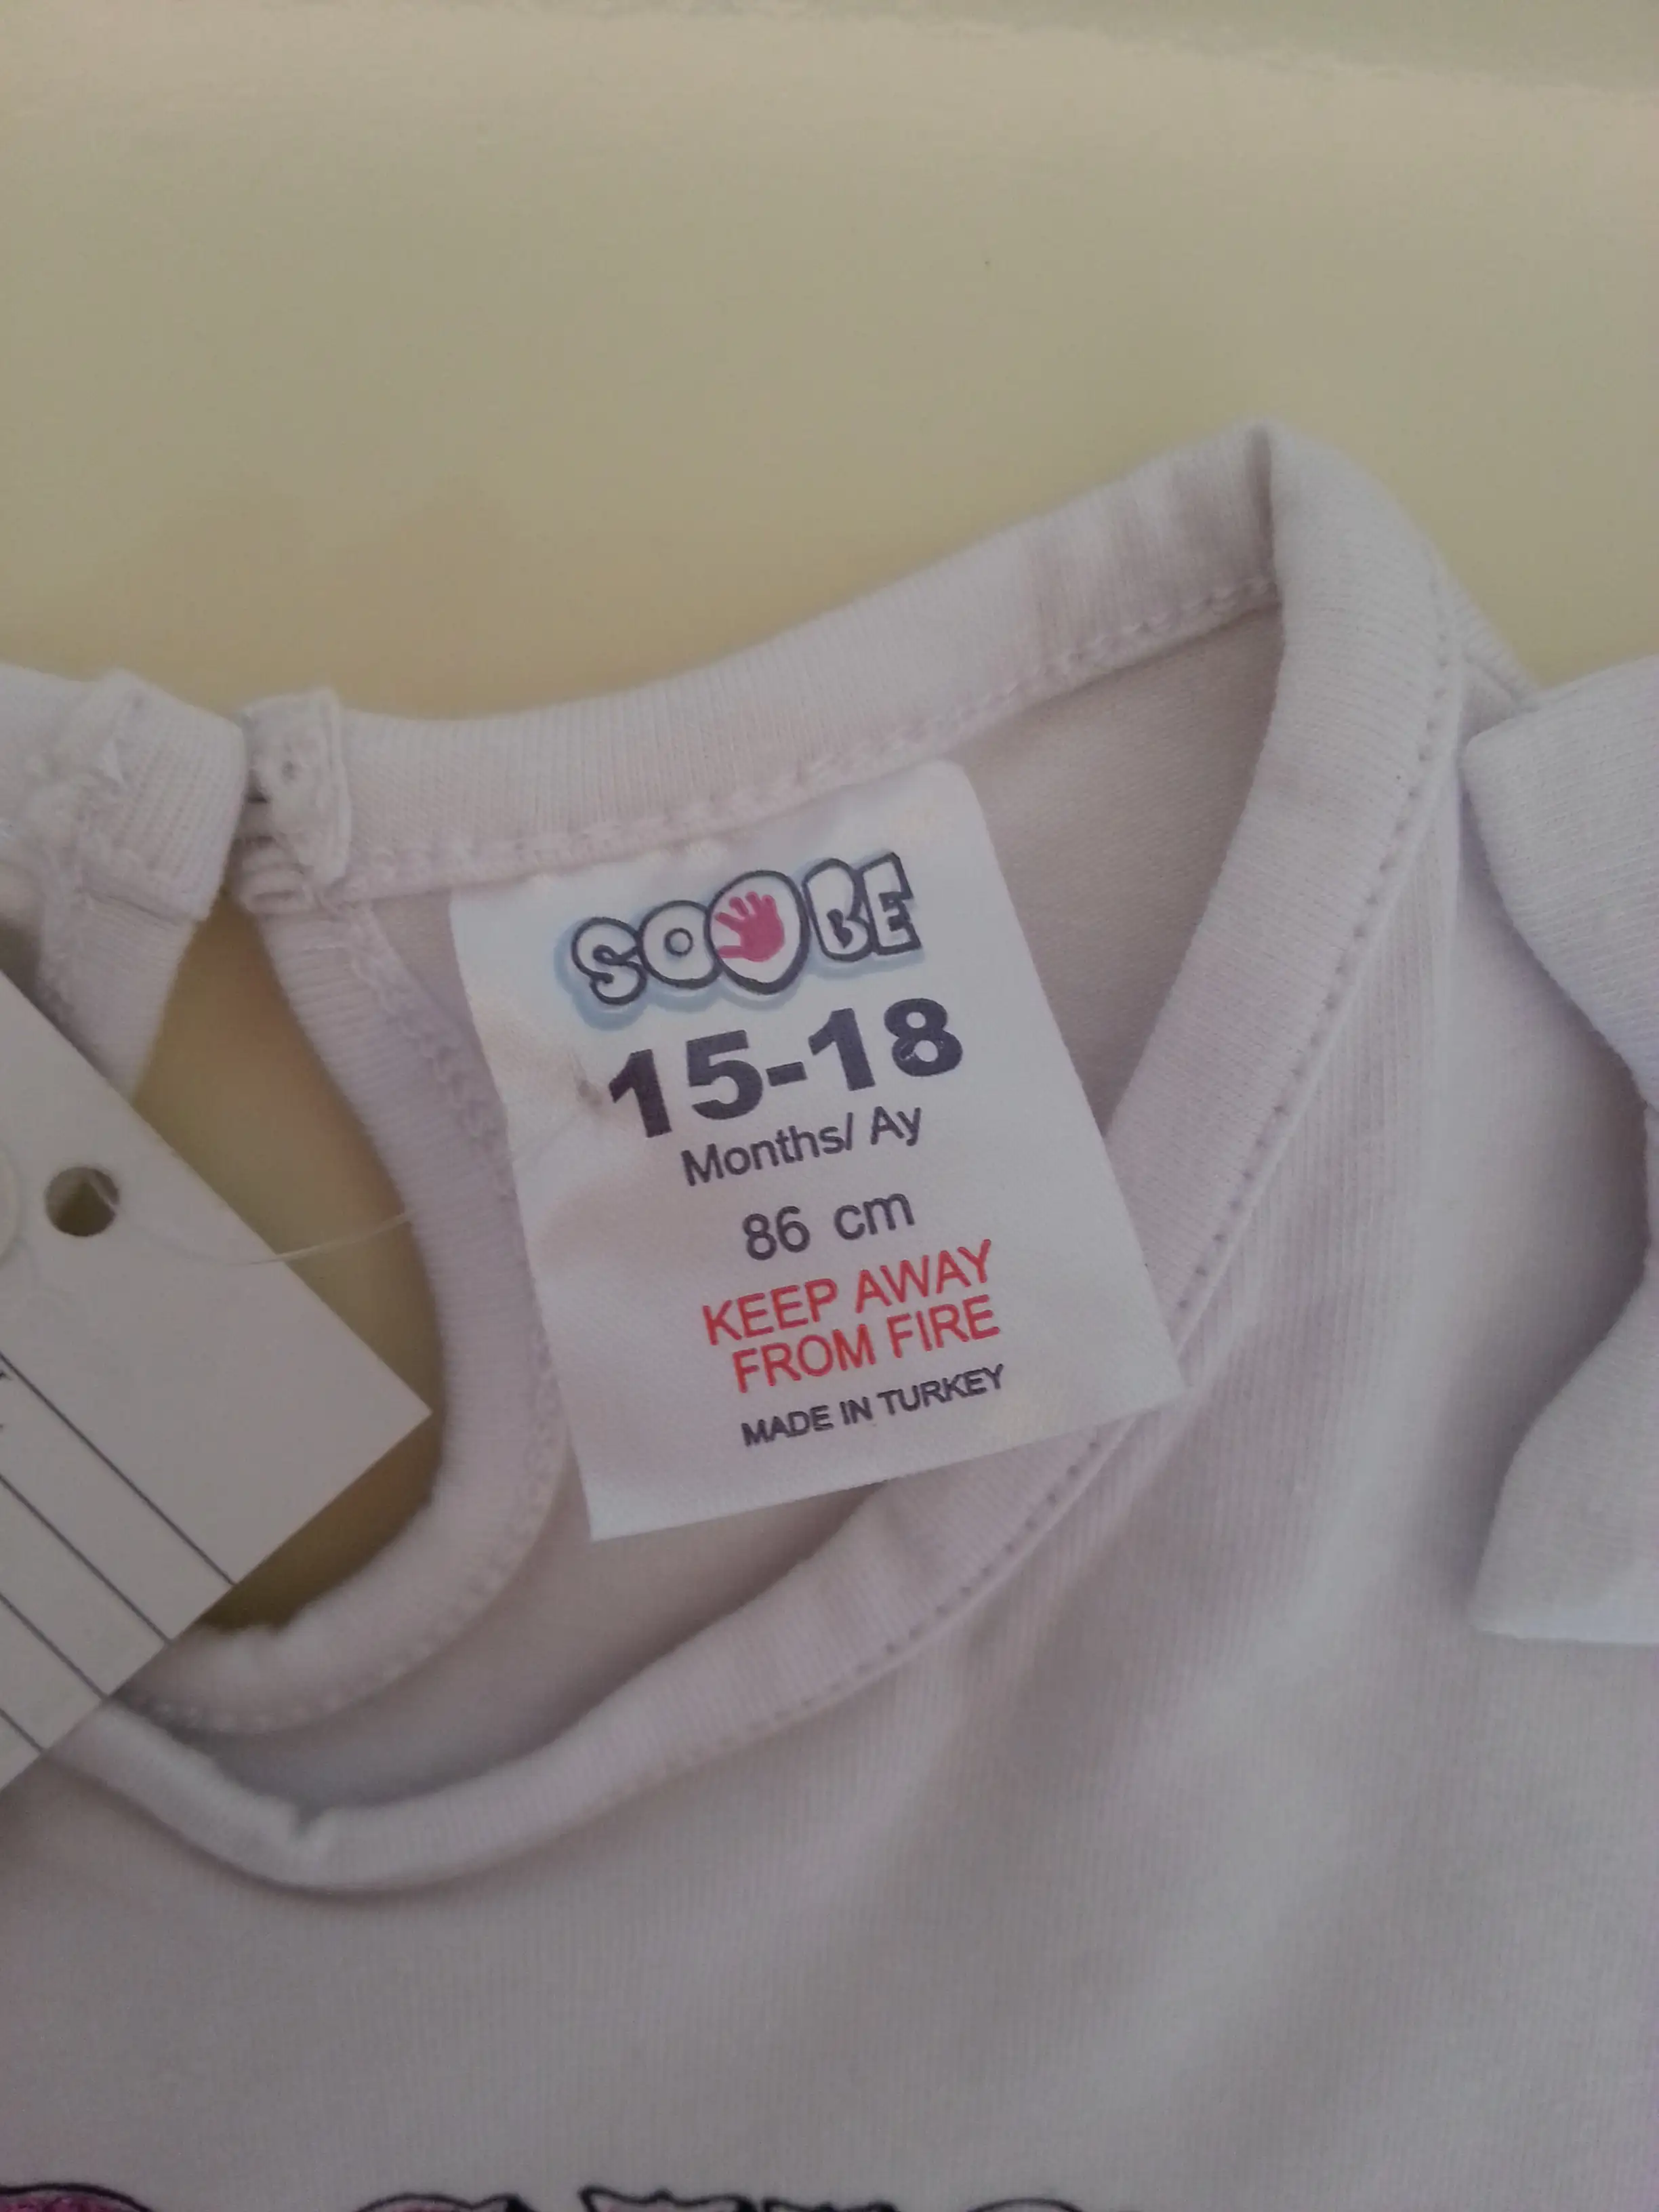 SOOBE
15-18
Months/ Ay
86 cm
KEEP AWAY
FROM FIRE
MADE IN TURKEY